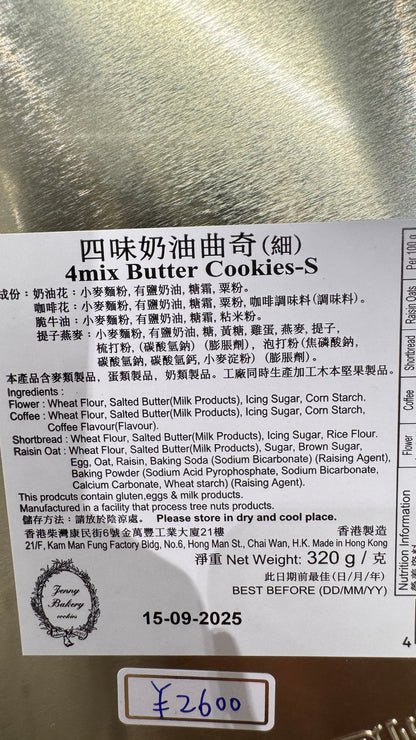 四味奶油曲奇(細)
4mix Butter Cookies-S
成份：奶油花：小麥麵粉, 有鹽奶油, 糖霜, 粟粉。
咖啡花：小麥麵粉, 有鹽奶油, 糖霜, 粟粉, 咖啡調味料(調味料)。
脆牛油：小麥麵粉, 有鹽奶油, 糖霜, 粘米粉。
提子燕麥：小麥麵粉, 有鹽奶油, 糖, 黃糖, 雞蛋, 燕麥, 提子,
梳打粉, (碳酸氫鈉) (膨脹劑), 泡打粉(焦磷酸鈉,
碳酸氫鈉, 碳酸氫鈣, 小麥淀粉) (膨脹劑)。
本產品含麥類製品, 蛋類製品, 奶類製品。工廠同時生產加工木本堅果製品。
Ingredients :
Flower : Wheat Flour, Salted Butter(Milk Products), Icing Sugar, Corn Starch.
Coffee : Wheat Flour, Salted Butter(Milk Products), Icing Sugar, Corn Starch,
Coffee Flavour(Flavour).
Shortbread : Wheat Flour, Salted Butter(Milk Products), Icing Sugar, Rice Flour.
Raisin Oat : Wheat Flour, Salted Butter(Milk Products), Sugar, Brown Sugar,
Egg, Oat, Raisin, Baking Soda (Sodium Bicarbonate) (Raising Agent),
Baking Powder (Sodium Acid Pyrophosphate, Sodium Bicarbonate,
Calcium Carbonate, Wheat starch) (Raising Agent).
This prodcuts contain gluten,eggs & milk products.
Manufactured in a facility that process tree nuts products.
儲存方法：請放於陰涼處。 Please store in dry and cool place.
香港柴灣康民街6號金萬豐工業大廈21樓 香港製造
21/F, Kam Man Fung Factory Bldg, No.6, Hong Man St., Chai Wan, H.K. Made in Hong Kong
淨重 Net Weight: 320 g / 克
此日期前最佳 (日/月/年)
BEST BEFORE (DD/MM/YY)
15-09-2025
Jenny
Bakery
cookies
¥2600
Per 100 g
Raisin Oats
Shortbread
Coffee
Flower
Nutrition Information
4